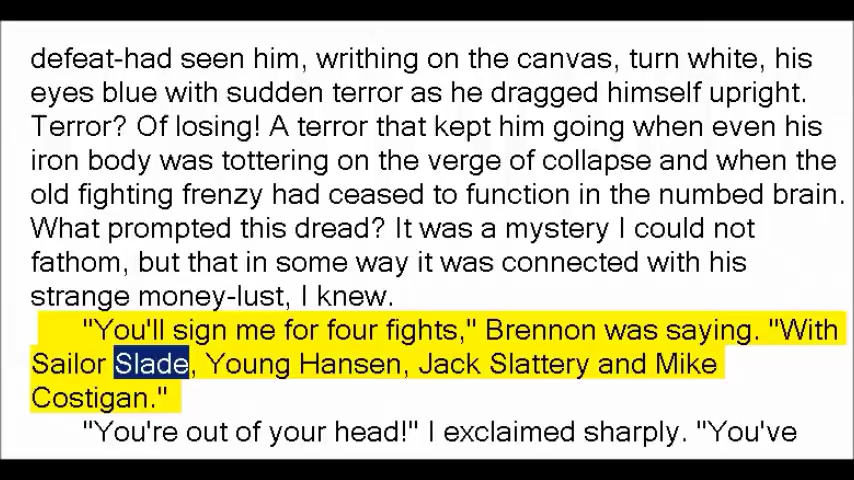 defeat-had seen him, writhing on the canvas, turn white, his
eyes blue with sudden terror as he dragged himself upright.
Terror? Of losing! A terror that kept him going when even his
iron body was tottering on the verge of collapse and when the
old fighting frenzy had ceased to function in the numbed brain.
What prompted this dread? It was a mystery I could not
fathom, but that in some way it was connected with his
strange money-lust, I knew.
"You'll sign me for four fights," Brennon was saying. "With
Sailor Slade, Young Hansen, Jack Slattery and Mike
Costigan."
"You're out of your head!" I exclaimed sharply. "You've